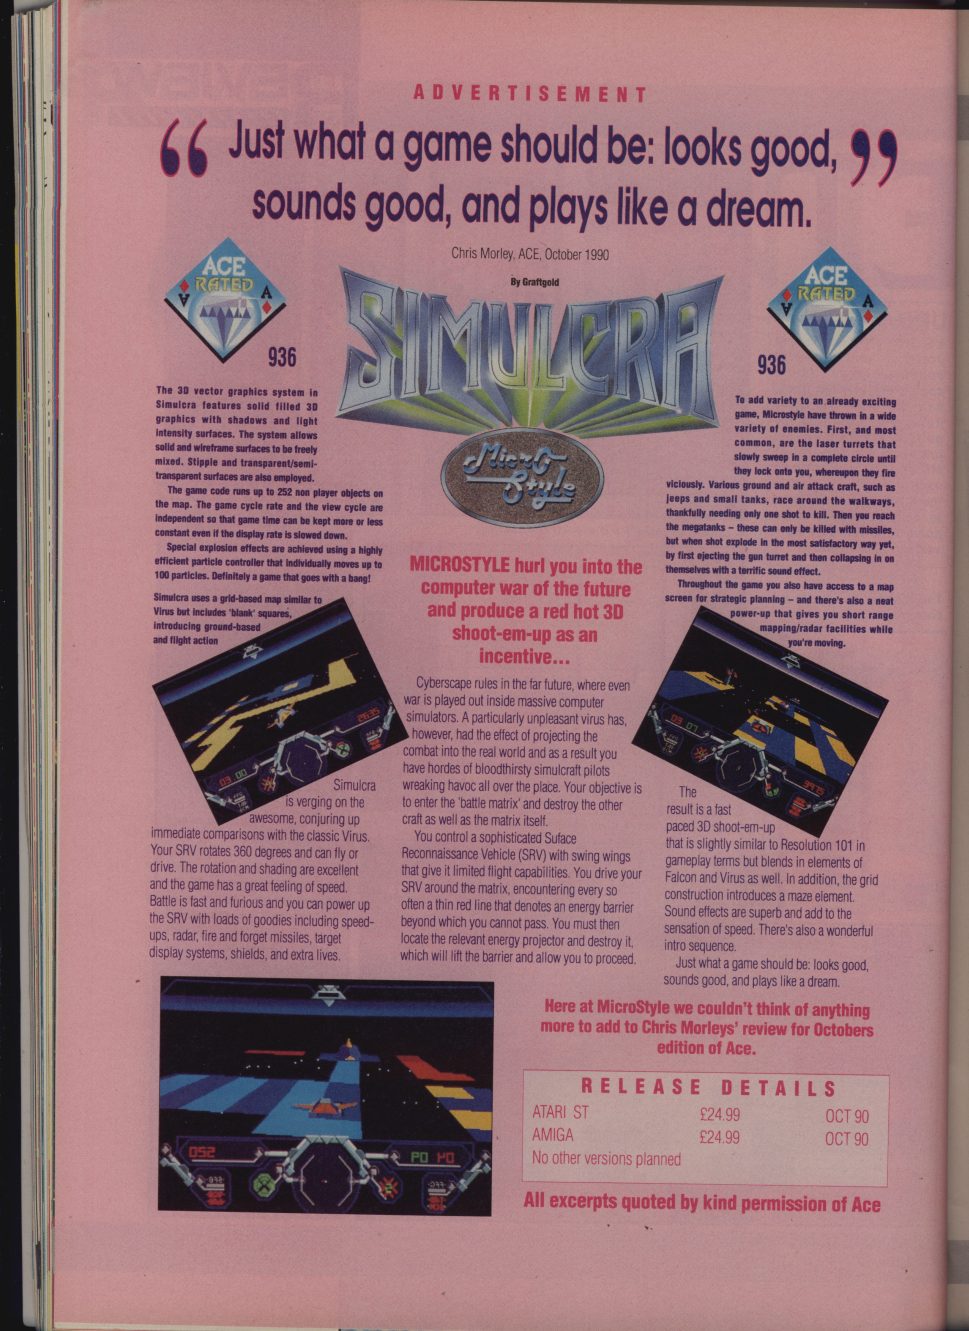 ADVERTISEMENT
“ Just what a game should be: looks good, ”
sounds good, and plays like a dream.
Chris Morley, ACE, October 1990
By Graftgold
ACE
RATED
A
A
936
SIMULCRA
MicroStyle
ACE
RATED
A
A
936
The 3D vector graphics system in
Simulcra features solid filled 3D
graphics with shadows and light
intensity surfaces. The system allows
solid and wireframe surfaces to be freely
mixed. Stipple and transparent/semi-
transparent surfaces are also employed.
The game code runs up to 252 non player objects on
the map. The game cycle rate and the view cycle are
independent so that game time can be kept more or less
constant even if the display rate is slowed down.
Special explosion effects are achieved using a highly
efficient particle controller that individually moves up to
100 particles. Definitely a game that goes with a bang!
Simulcra uses a grid-based map similar to
Virus but includes 'blank' squares,
introducing ground-based
and flight action
Simulcra
is verging on the
awesome, conjuring up
immediate comparisons with the classic Virus.
Your SRV rotates 360 degrees and can fly or
drive. The rotation and shading are excellent
and the game has a great feeling of speed.
Battle is fast and furious and you can power up
the SRV with loads of goodies including speed-
ups, radar, fire and forget missiles, target
display systems, shields, and extra lives.
MICROSTYLE hurl you into the
computer war of the future
and produce a red hot 3D
shoot-em-up as an
incentive...
Cyberscape rules in the far future, where even
war is played out inside massive computer
simulators. A particularly unpleasant virus has,
however, had the effect of projecting the
combat into the real world and as a result you
have hordes of bloodthirsty simulcraft pilots
wreaking havoc all over the place. Your objective is
to enter the 'battle matrix' and destroy the other
craft as well as the matrix itself.
You control a sophisticated Suface
Reconnaissance Vehicle (SRV) with swing wings
that give it limited flight capabilities. You drive your
SRV around the matrix, encountering every so
often a thin red line that denotes an energy barrier
beyond which you cannot pass. You must then
locate the relevant energy projector and destroy it,
which will lift the barrier and allow you to proceed.
To add variety to an already exciting
game, Microstyle have thrown in a wide
variety of enemies. First, and most
common, are the laser turrets that
slowly sweep in a complete circle until
they lock onto you, whereupon they fire
viciously. Various ground and air attack craft, such as
jeeps and small tanks, race around the walkways,
thankfully needing only one shot to kill. Then you reach
the megatanks – these can only be killed with missiles,
but when shot explode in the most satisfactory way yet,
by first ejecting the gun turret and then collapsing in on
themselves with a terrific sound effect.
Throughout the game you also have access to a map
screen for strategic planning – and there's also a neat
power-up that gives you short range
mapping/radar facilities while
you're moving.
The
result is a fast
paced 3D shoot-em-up
that is slightly similar to Resolution 101 in
gameplay terms but blends in elements of
Falcon and Virus as well. In addition, the grid
construction introduces a maze element.
Sound effects are superb and add to the
sensation of speed. There's also a wonderful
intro sequence.
Just what a game should be: looks good,
sounds good, and plays like a dream.
052
Here at MicroStyle we couldn't think of anything
more to add to Chris Morleys' review for Octobers
edition of Ace.
RELEASE DETAILS
ATARI ST £24.99 OCT 90
AMIGA £24.99 OCT 90
No other versions planned
All excerpts quoted by kind permission of Ace